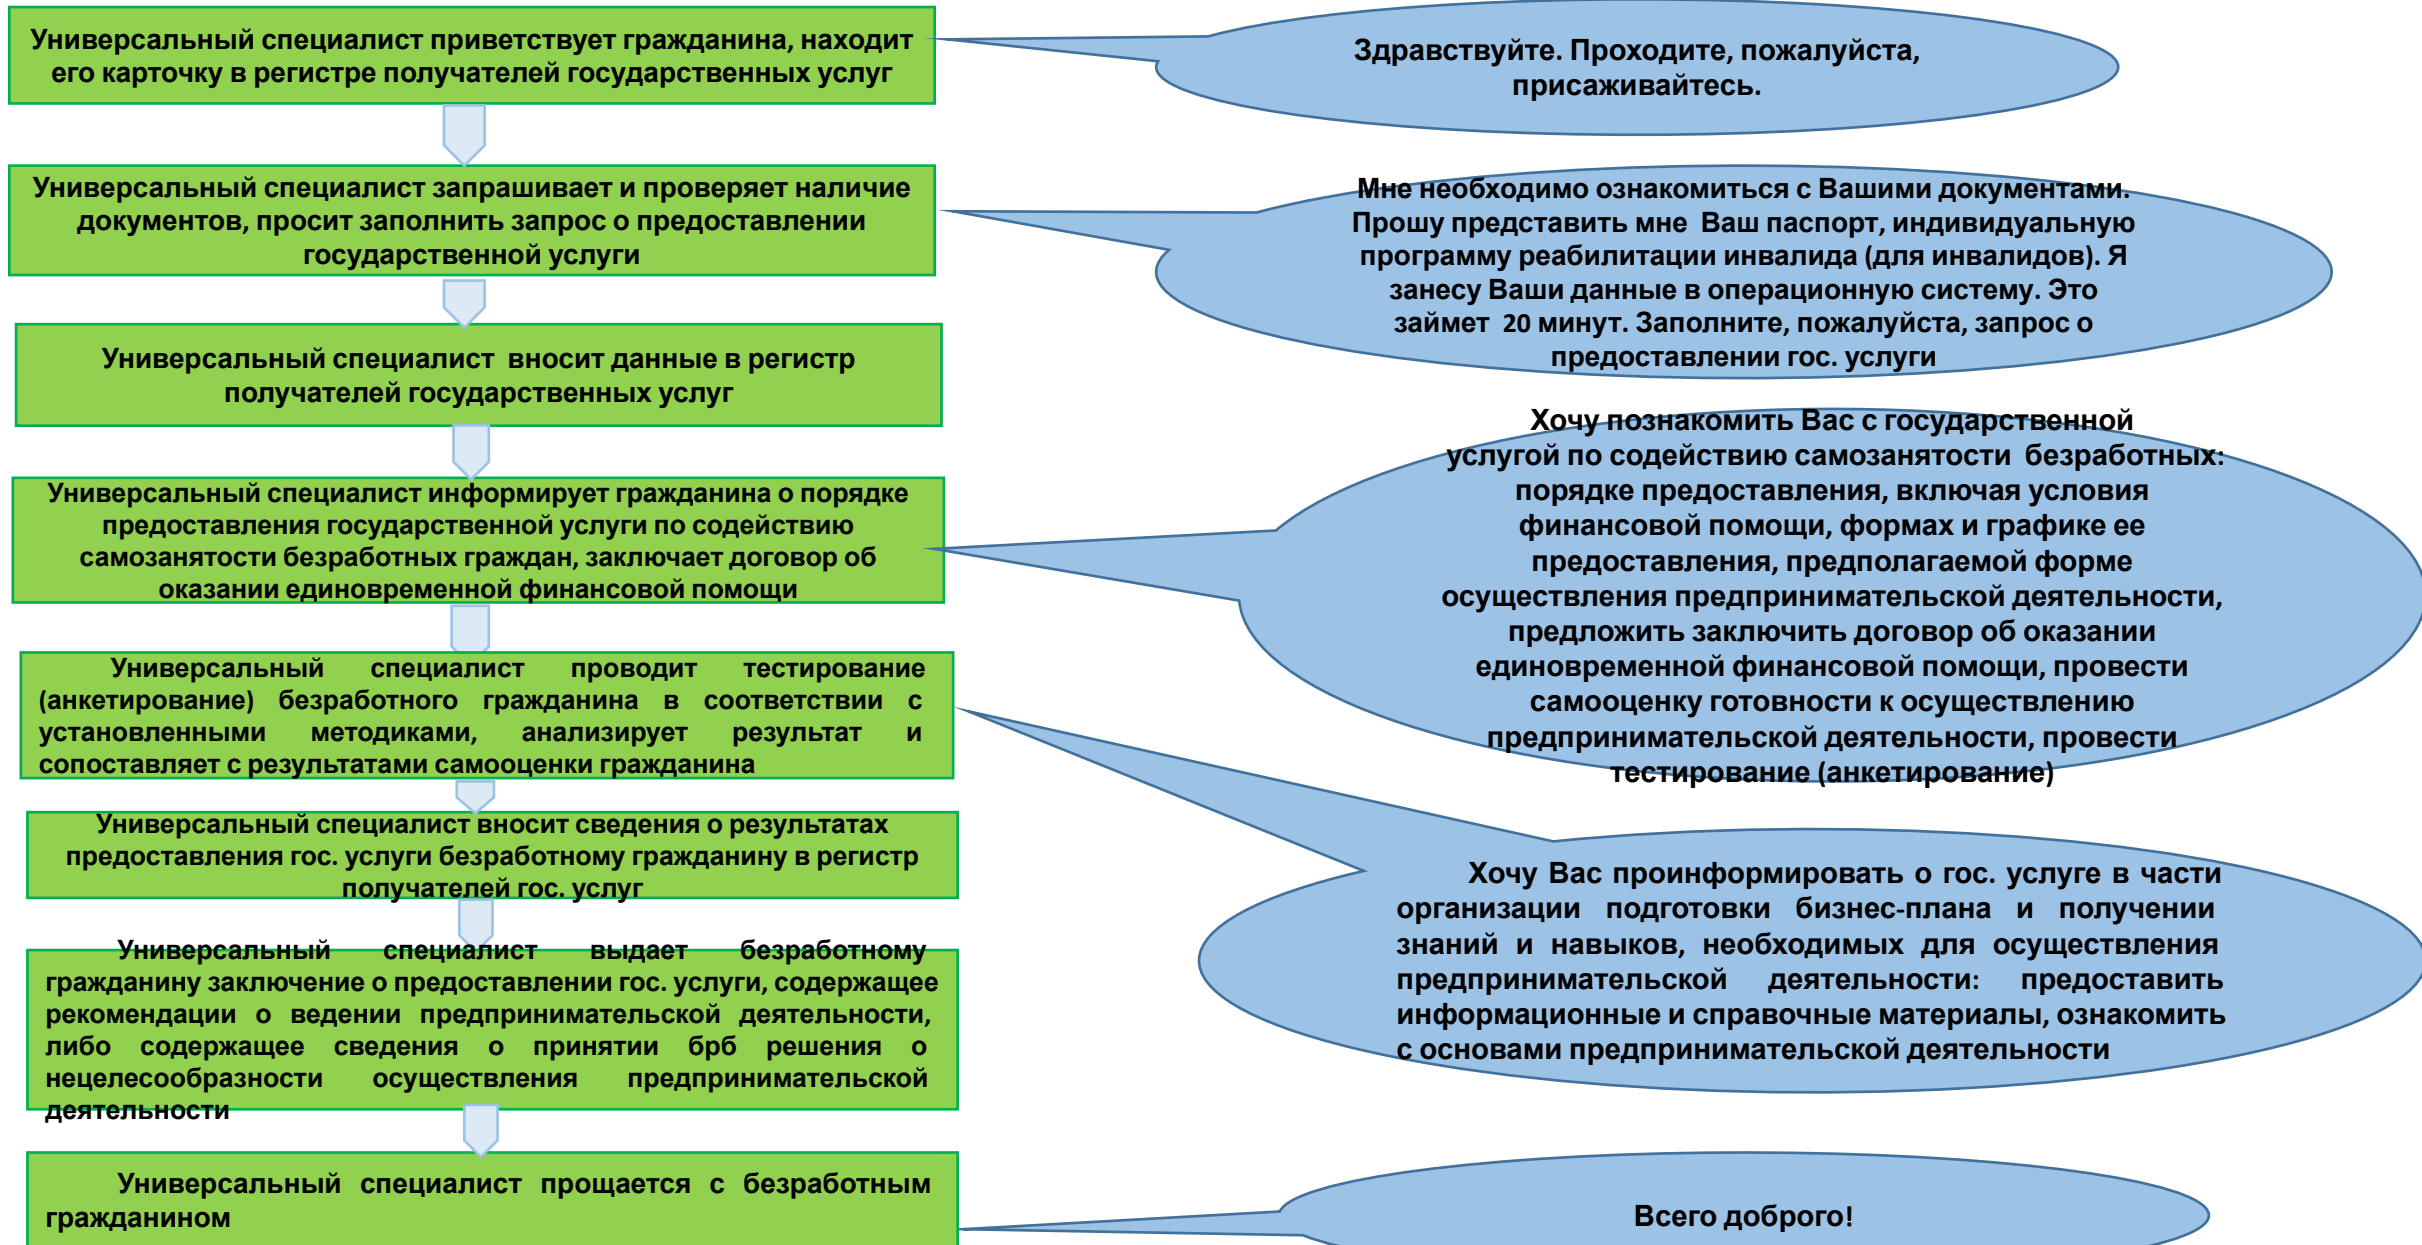 Универсальный специалист приветствует гражданина, находит
его карточку в регистре получателей государственных услуг
Здравствуйте. Проходите, пожалуйста,
присаживайтесь.
Универсальный специалист запрашивает и проверяет наличие
документов, просит заполнить запрос о предоставлении
государственной услуги
Мне необходимо ознакомиться с Вашими документами.
Прошу представить мне Ваш паспорт, индивидуальную
программу реабилитации инвалида (для инвалидов). Я
занесу Ваши данные в операционную систему. Это
займет 20 минут. Заполните, пожалуйста, запрос о
предоставлении гос. услуги
Универсальный специалист вносит данные в регистр
получателей государственных услуг
Универсальный специалист информирует гражданина о порядке
предоставления государственной услуги по содействию
самозанятости безработных граждан, заключает договор об
оказании единовременной финансовой помощи
Хочу познакомить Вас с государственной
услугой по содействию самозанятости безработных:
порядке предоставления, включая условия
финансовой помощи, формах и графике ее
предоставления, предполагаемой форме
осуществления предпринимательской деятельности,
предложить заключить договор об оказании
единовременной финансовой помощи, провести
самооценку готовности к осуществлению
предпринимательской деятельности, провести
тестирование (анкетирование)
Универсальный специалист проводит тестирование
(анкетирование) безработного гражданина в соответствии с
установленными методиками, анализирует результат и
сопоставляет с результатами самооценки гражданина
Хочу Вас проинформировать о гос. услуге в части
организации подготовки бизнес-плана и получении
знаний и навыков, необходимых для осуществления
предпринимательской деятельности: предоставить
информационные и справочные материалы, ознакомить
с основами предпринимательской деятельности
Универсальный специалист вносит сведения о результатах
предоставления гос. услуги безработному гражданину в регистр
получателей гос. услуг
Универсальный специалист выдает безработному
гражданину заключение о предоставлении гос. услуги, содержащее
рекомендации о ведении предпринимательской деятельности,
либо содержащее сведения о принятии брб решения о
нецелесообразности осуществления предпринимательской
деятельности
Универсальный специалист прощается с безработным
гражданином
Всего доброго!